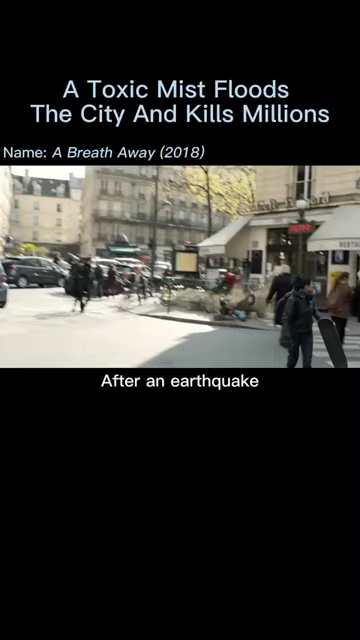 A Toxic Mist Floods
The City And Kills Millions
Name: A Breath Away (2018)
After an earthquake